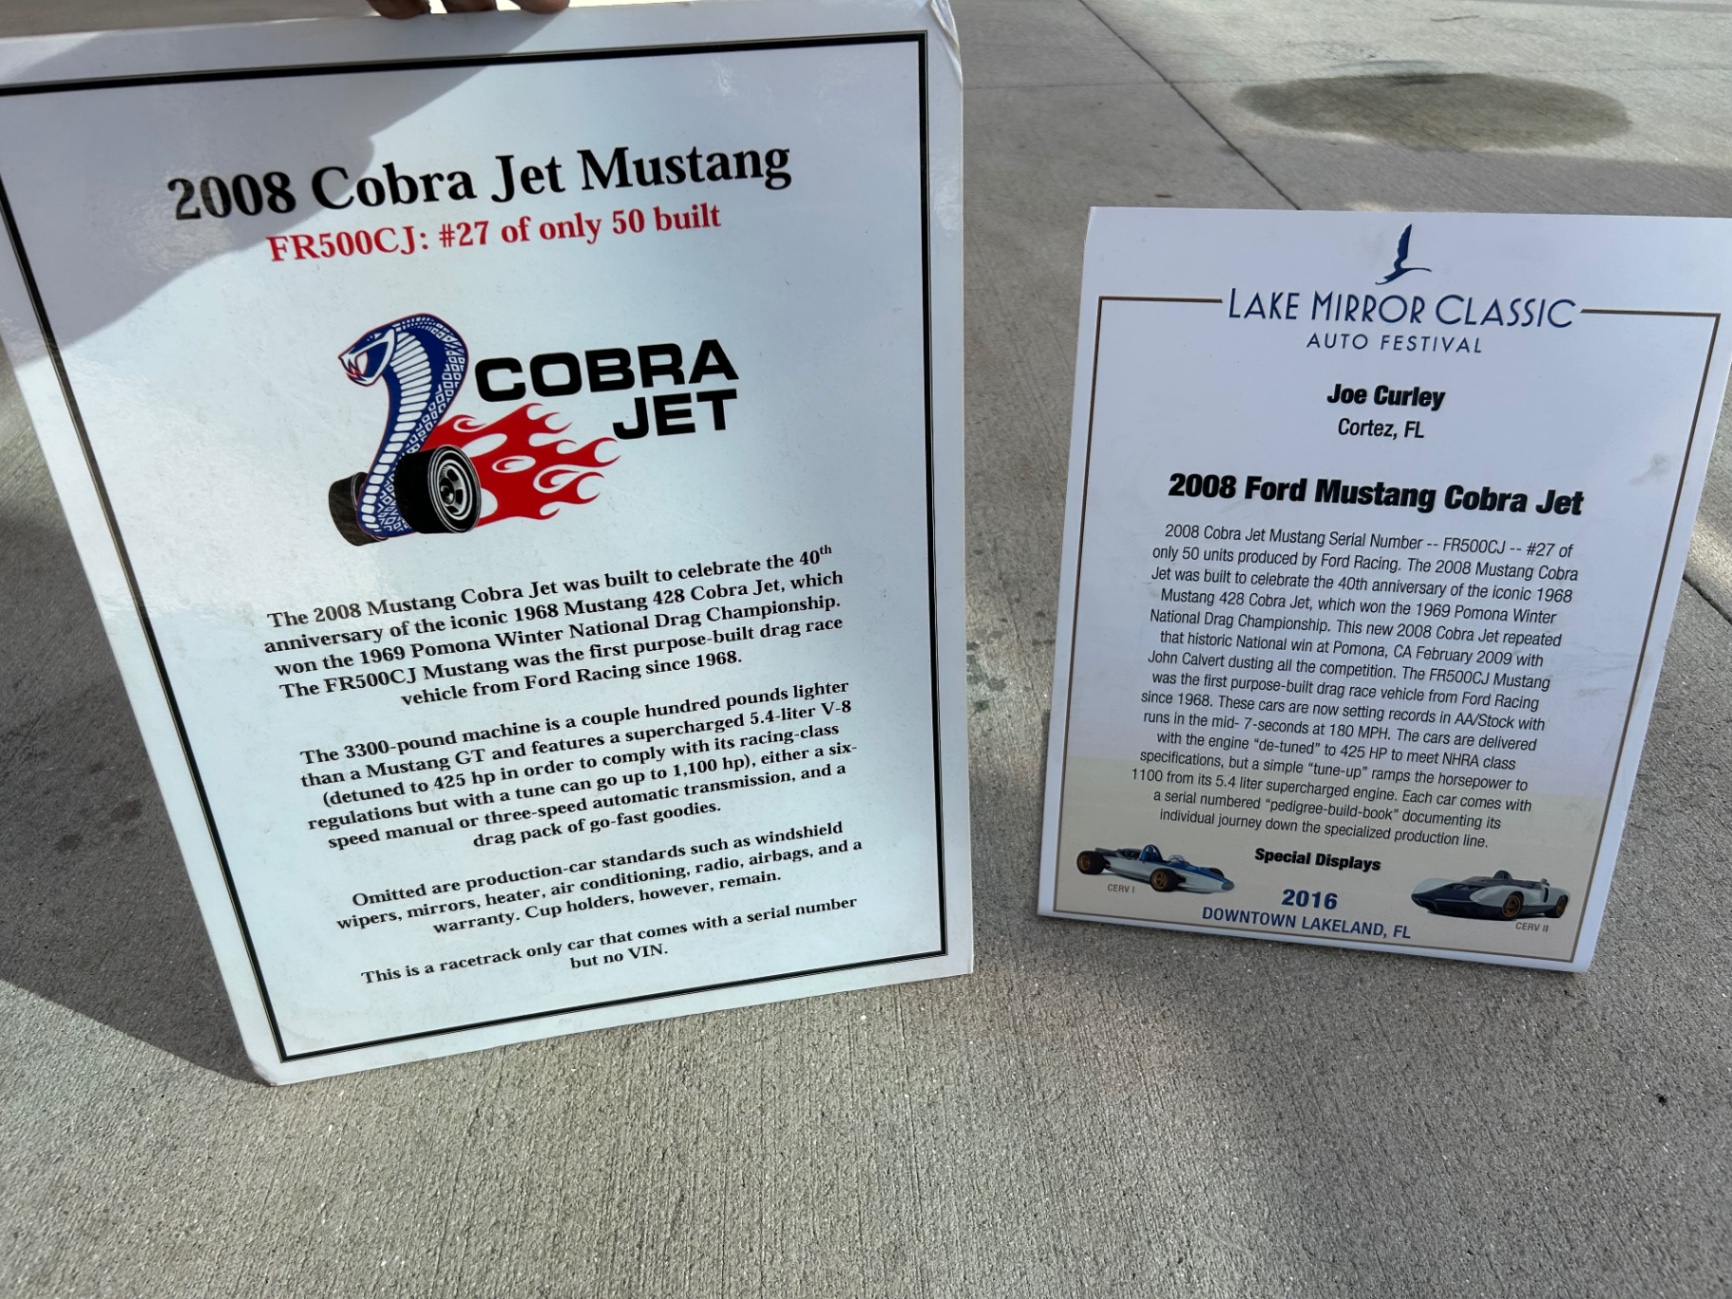 2008 Cobra Jet Mustang
FR500CJ: #27 of only 50 built
COBRA
JET
The 2008 Mustang Cobra Jet was built to celebrate the 40th
anniversary of the iconic 1968 Mustang 428 Cobra Jet, which
won the 1969 Pomona Winter National Drag Championship.
The FR500CJ Mustang was the first purpose-built drag race
vehicle from Ford Racing since 1968.
The 3300-pound machine is a couple hundred pounds lighter
than a Mustang GT and features a supercharged 5.4-liter V-8
(detuned to 425 hp in order to comply with its racing-class
regulations but with a tune can go up to 1,100 hp), either a six-
speed manual or three-speed automatic transmission, and a
drag pack of go-fast goodies.
Omitted are production-car standards such as windshield
wipers, mirrors, heater, air conditioning, radio, airbags, and a
warranty. Cup holders, however, remain.
This is a racetrack only car that comes with a serial number
but no VIN.
LAKE MIRROR CLASSIC
AUTO FESTIVAL
Joe Curley
Cortez, FL
2008 Ford Mustang Cobra Jet
2008 Cobra Jet Mustang Serial Number -- FR500CJ -- #27 of
only 50 units produced by Ford Racing. The 2008 Mustang Cobra
Jet was built to celebrate the 40th anniversary of the iconic 1968
Mustang 428 Cobra Jet, which won the 1969 Pomona Winter
National Drag Championship. This new 2008 Cobra Jet repeated
that historic National win at Pomona, CA February 2009 with
John Calvert dusting all the competition. The FR500CJ Mustang
was the first purpose-built drag race vehicle from Ford Racing
since 1968. These cars are now setting records in AA/Stock with
runs in the mid- 7-seconds at 180 MPH. The cars are delivered
with the engine "de-tuned" to 425 HP to meet NHRA class
specifications, but a simple "tune-up" ramps the horsepower to
1100 from its 5.4 liter supercharged engine. Each car comes with
a serial numbered "pedigree-build-book" documenting its
individual journey down the specialized production line.
Special Displays
CERV I
2016
DOWNTOWN LAKELAND, FL
CERV II